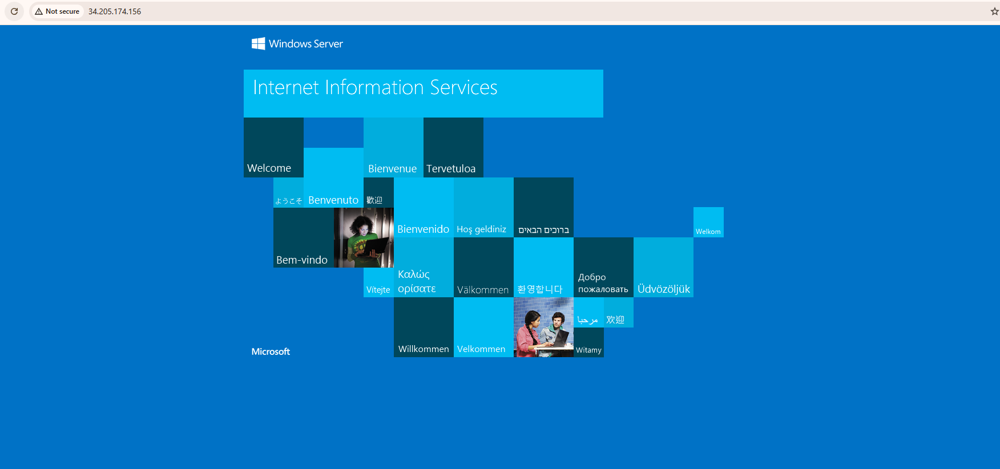 Not secure
34.205.174.156
Windows Server
Internet Information Services
Welcome
Bienvenue
Tervetuloa
ようこそ
Benvenuto
歡迎
Bienvenido
Hoş geldiniz
ברוכים הבאים
Welkom
Bem-vindo
Vítejte
Καλώς
ορίσατε
Välkommen
환영합니다
Добро
пожаловать
Üdvözöljük
Microsoft
Willkommen
Velkommen
مرحبا
欢迎
Witamy